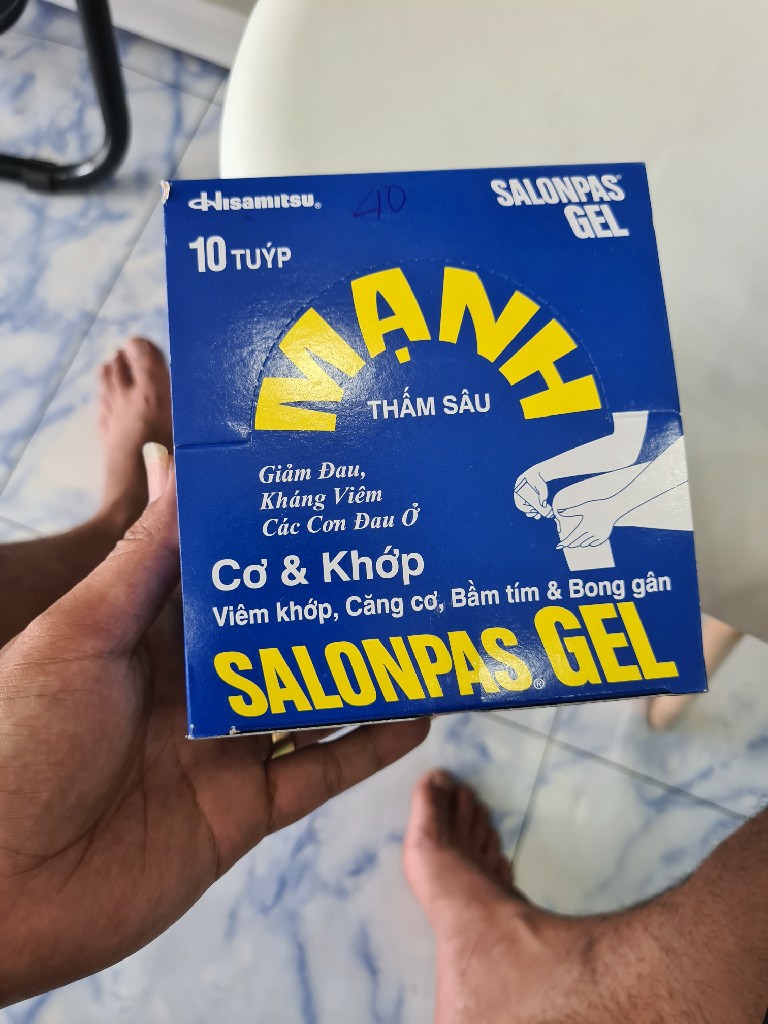 Hisamitsu®
40
SALONPAS®
GEL
10 TUÝP
MẠNH
THẤM SÂU
Giảm Đau,
Kháng Viêm
Các Cơn Đau Ở
Cơ & Khớp
Viêm khớp, Căng cơ, Bầm tím & Bong gân
SALONPAS® GEL